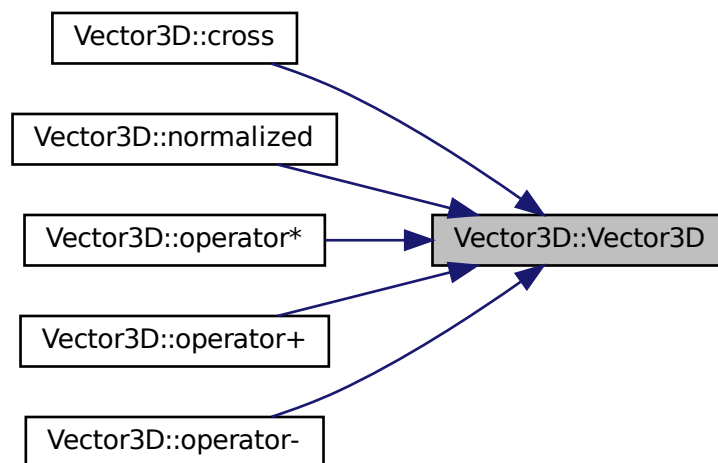 Vector3D::cross
Vector3D::normalized
Vector3D::operator*
Vector3D::Vector3D
Vector3D::operator+
Vector3D::operator-